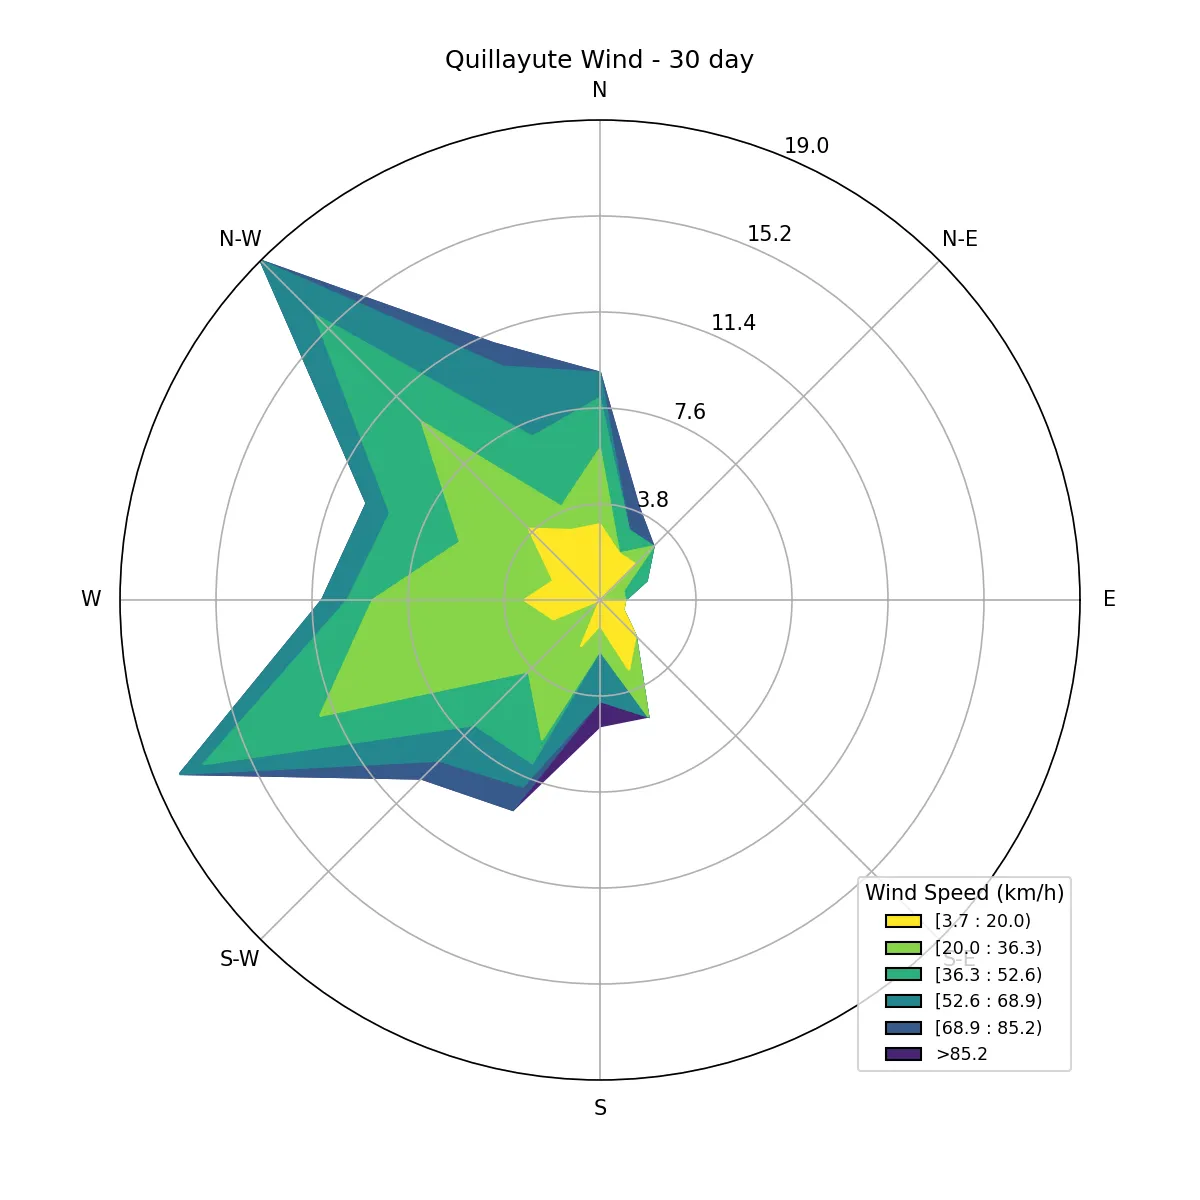 Quillayute Wind - 30 day
N
19.0
15.2
N-W
N-E
11.4
7.6
3.8
W
E
Wind Speed (km/h)
[3.7 : 20.0)
[20.0 : 36.3)
S-W
S-E
[36.3 : 52.6)
[52.6 : 68.9)
[68.9 : 85.2)
>85.2
S